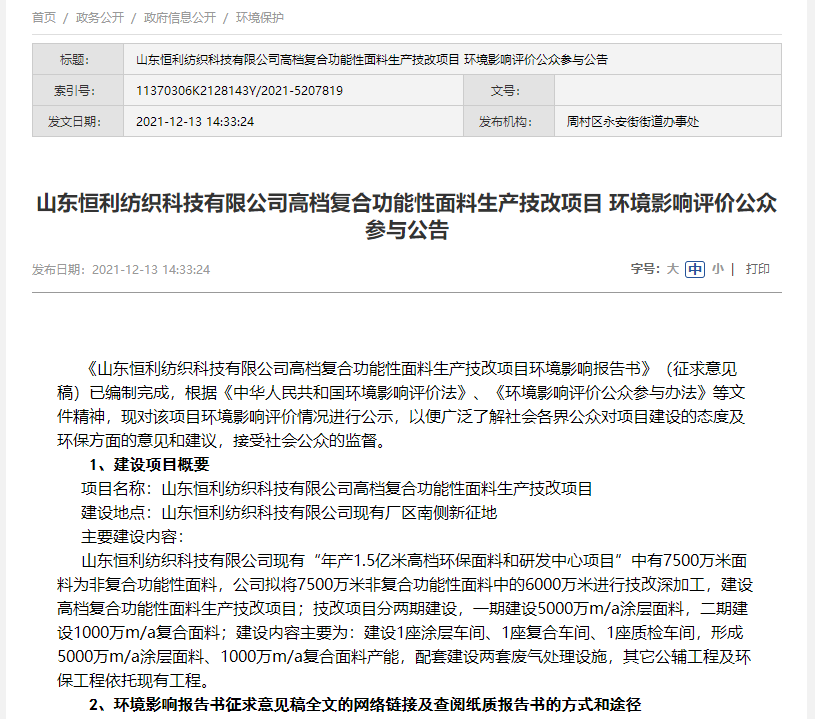 首页 / 政务公开 / 政府信息公开 / 环境保护
标题: 山东恒利纺织科技有限公司高档复合功能性面料生产技改项目 环境影响评价公众参与公告
索引号: 11370306K2128143Y/2021-5207819 文号:
发文日期: 2021-12-13 14:33:24 发布机构: 周村区永安街街道办事处
山东恒利纺织科技有限公司高档复合功能性面料生产技改项目 环境影响评价公众
参与公告
发布日期：2021-12-13 14:33:24 字号：大 中 小 | 打印
《山东恒利纺织科技有限公司高档复合功能性面料生产技改项目环境影响报告书》（征求意见
稿）已编制完成，根据《中华人民共和国环境影响评价法》、《环境影响评价公众参与办法》等文
件精神，现对该项目环境影响评价情况进行公示，以便广泛了解社会各界公众对项目建设的态度及
环保方面的意见和建议，接受社会公众的监督。
1、建设项目概要
项目名称：山东恒利纺织科技有限公司高档复合功能性面料生产技改项目
建设地点：山东恒利纺织科技有限公司现有厂区南侧新征地
主要建设内容：
山东恒利纺织科技有限公司现有“年产1.5亿米高档环保面料和研发中心项目”中有7500万米面
料为非复合功能性面料，公司拟将7500万米非复合功能性面料中的6000万米进行技改深加工，建设
高档复合功能性面料生产技改项目；技改项目分两期建设，一期建设5000万m/a涂层面料，二期建
设1000万m/a复合面料；建设内容主要为：建设1座涂层车间、1座复合车间、1座质检车间，形成
5000万m/a涂层面料、1000万m/a复合面料产能，配套建设两套废气处理设施，其它公辅工程及环
保工程依托现有工程。
2、环境影响报告书征求意见稿全文的网络链接及查阅纸质报告书的方式和途径